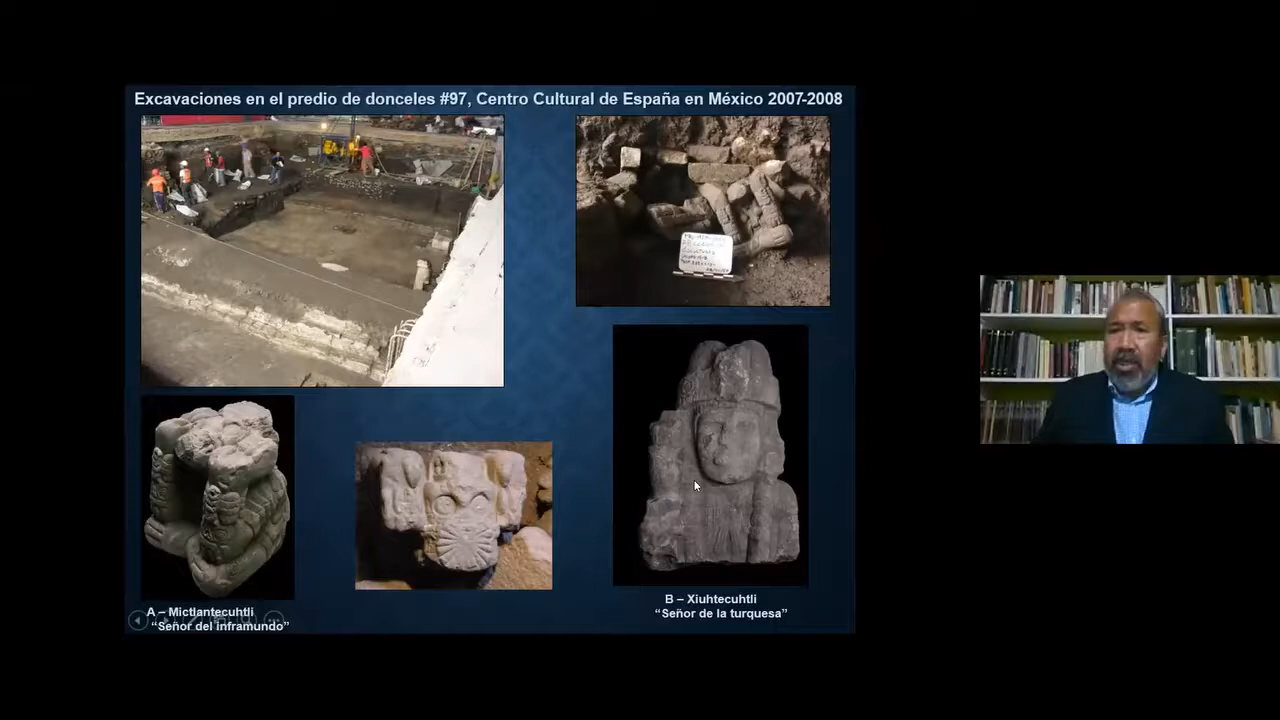 Excavaciones en el predio de donceles #97, Centro Cultural de España en México 2007-2008
A – Mictlantecuhtli
“Señor del inframundo”
B – Xiuhtecuhtli
“Señor de la turquesa”